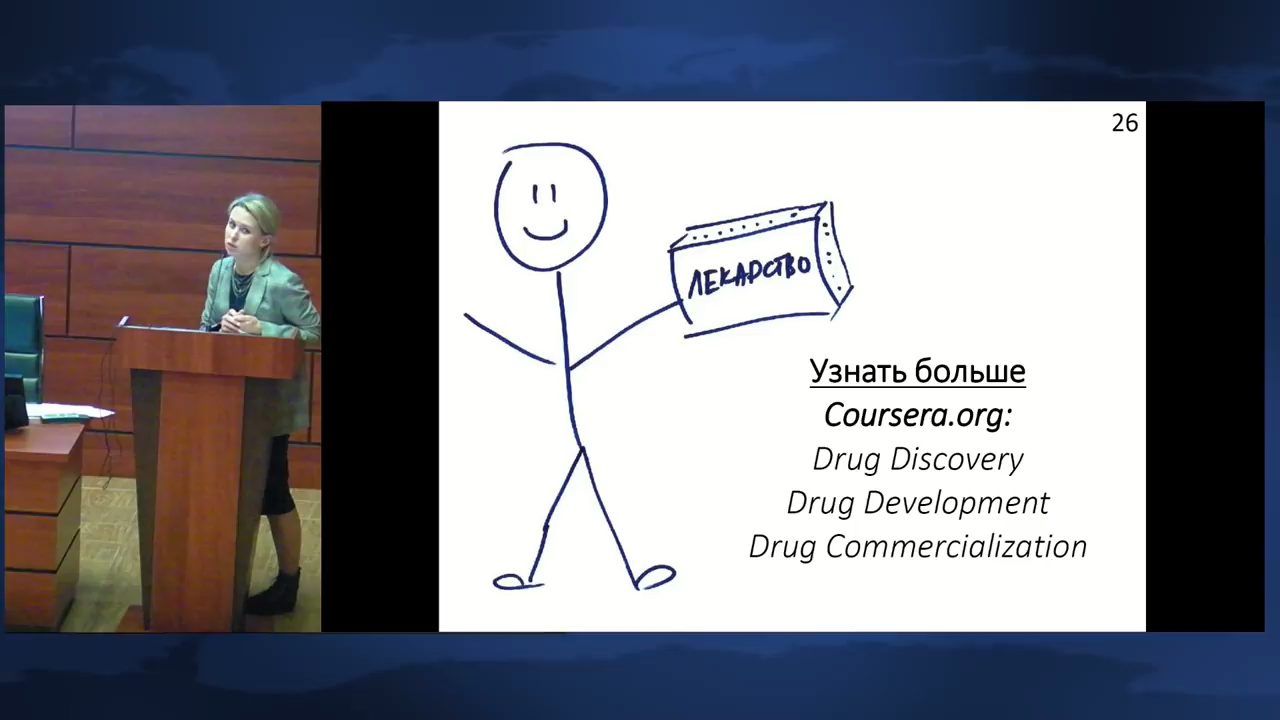 26
ЛЕКАРСТВО
Узнать больше
Coursera.org:
Drug Discovery
Drug Development
Drug Commercialization